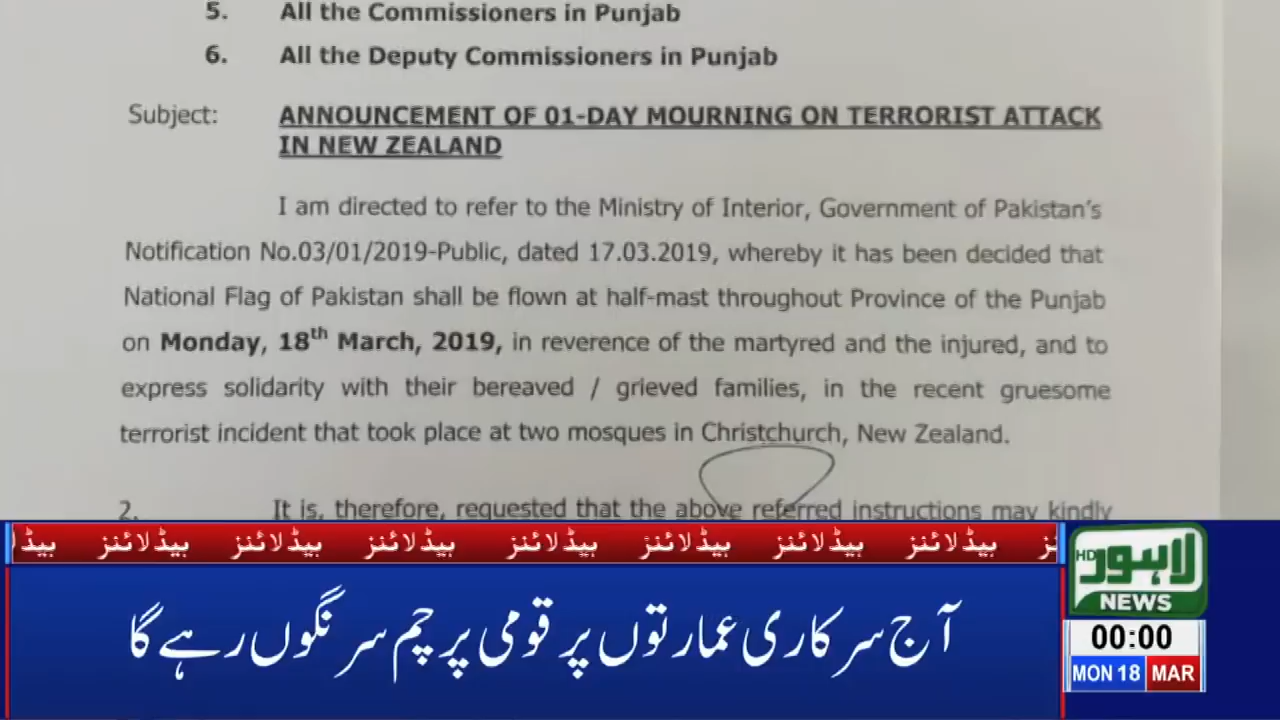 5. All the Commissioners in Punjab
6. All the Deputy Commissioners in Punjab
Subject: ANNOUNCEMENT OF 01-DAY MOURNING ON TERRORIST ATTACK
IN NEW ZEALAND
I am directed to refer to the Ministry of Interior, Government of Pakistan's
Notification No.03/01/2019-Public, dated 17.03.2019, whereby it has been decided that
National Flag of Pakistan shall be flown at half-mast throughout Province of the Punjab
on Monday, 18th March, 2019, in reverence of the martyred and the injured, and to
express solidarity with their bereaved / grieved families, in the recent gruesome
terrorist incident that took place at two mosques in Christchurch, New Zealand.
2. It is, therefore, requested that the above referred instructions may kindly
ہیڈلائنز ہیڈلائنز ہیڈلائنز ہیڈلائنز ہیڈلائنز ہیڈلائنز ہیڈلائنز
آج سرکاری عمارتوں پر قومی پرچم سرنگوں رہے گا
HD لاہور
NEWS
00:00
MON 18 MAR